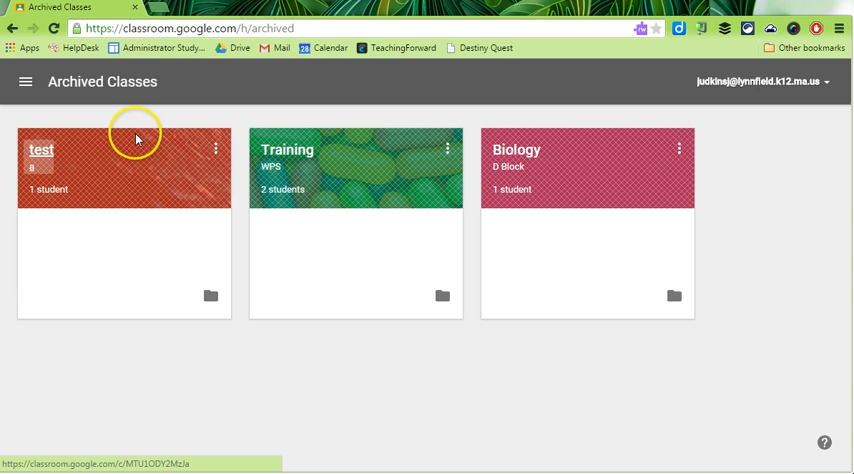 Archived Classes
https://classroom.google.com/h/archived
Apps HelpDesk Administrator Study... Drive Mail 28 Calendar TeachingForward Destiny Quest Other bookmarks
Archived Classes judkinsj@lynnfield.k12.ma.us
test
a
1 student
Training
WPS
2 students
Biology
D Block
1 student
?
https://classroom.google.com/c/MTU1ODY2MzJa